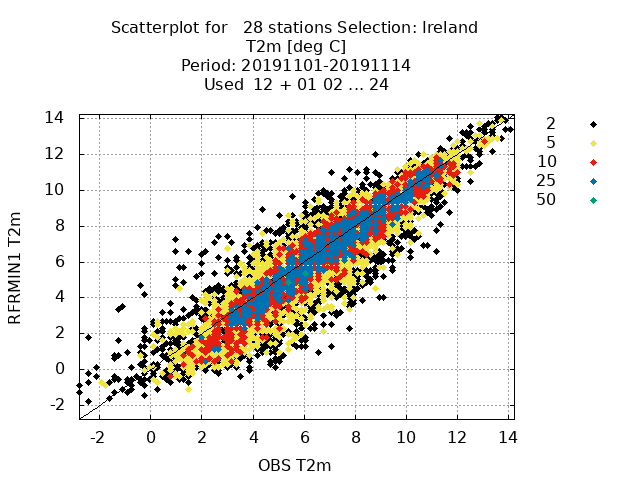 Scatterplot for   28 stations Selection: Ireland
T2m [deg C]
Period: 20191101-20191114
Used  12 + 01 02 ... 24
14
12
10
8
6
4
2
0
-2
RFRMIN1 T2m
-2 0 2 4 6 8 10 12 14
OBS T2m
2
5
10
25
50